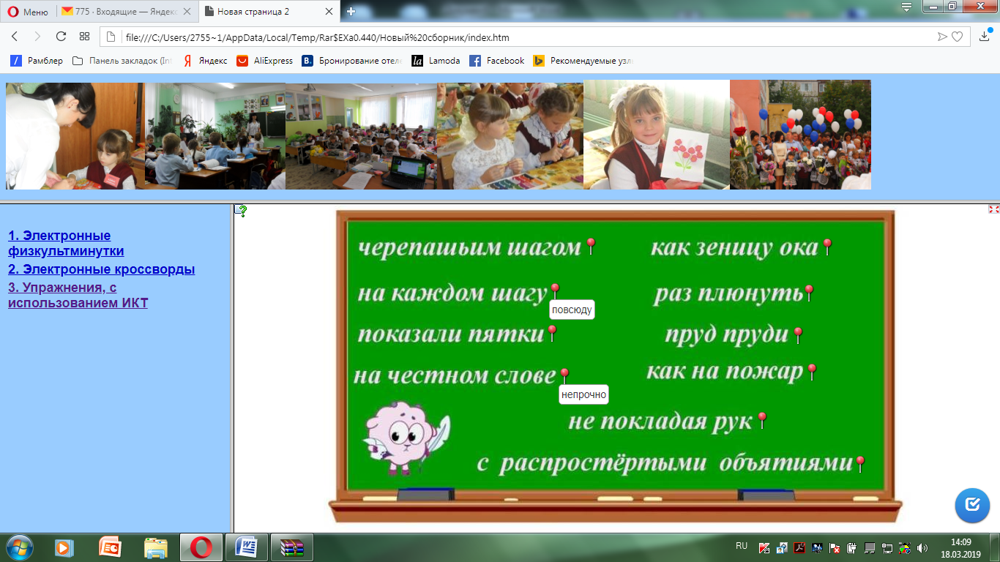 Меню
775 · Входящие — Яндекс
Новая страница 2
file:///C:/Users/2755~1/AppData/Local/Temp/Rar$EXa0.440/Новый%20сборник/index.htm
Рамблер
Панель закладок (Int
Яндекс
AliExpress
Бронирование отеле
Lamoda
Facebook
Рекомендуемые узл
1. Электронные
физкультминутки
2. Электронные кроссворды
3. Упражнения, с
использованием ИКТ
черепашьим шагом
как зеницу ока
на каждом шагу
раз плюнуть
повсюду
показали пятки
пруд пруди
на честном слове
как на пожар
непрочно
не покладая рук
с распростёртыми объятиями
RU
14:09
18.03.2019